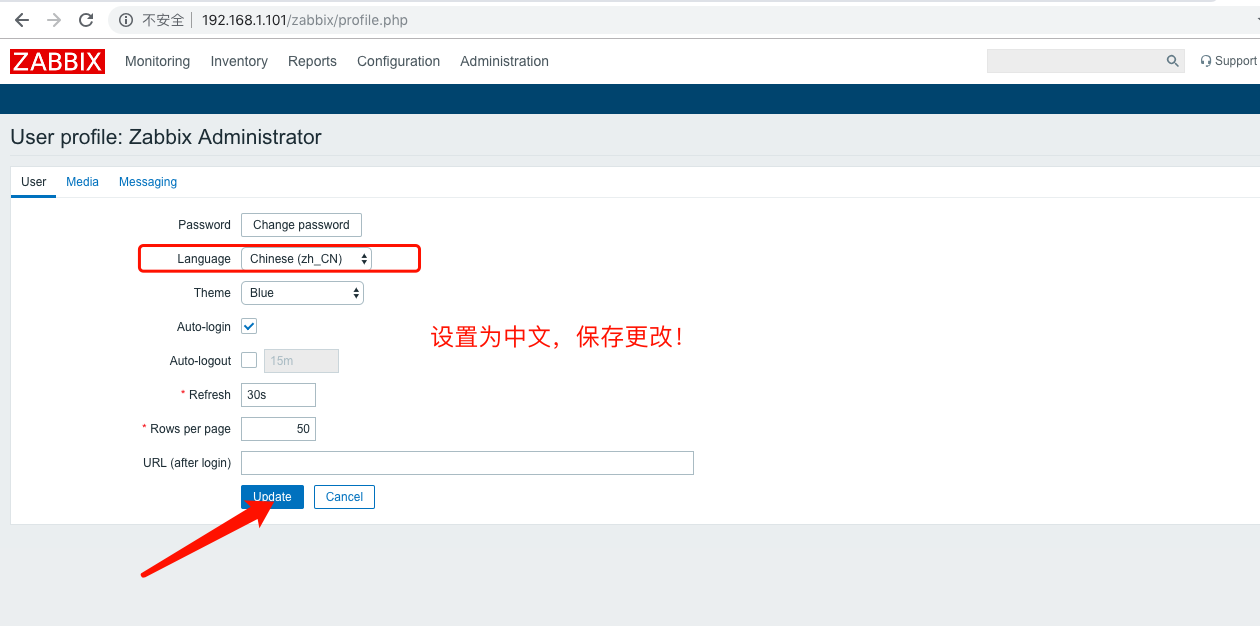 不安全 192.168.1.101/zabbix/profile.php
ZABBIX Monitoring Inventory Reports Configuration Administration Support
User profile: Zabbix Administrator
User Media Messaging
Password Change password
Language Chinese (zh_CN)
Theme Blue
Auto-login
设置为中文，保存更改！
Auto-logout 15m
* Refresh 30s
* Rows per page 50
URL (after login)
Update Cancel